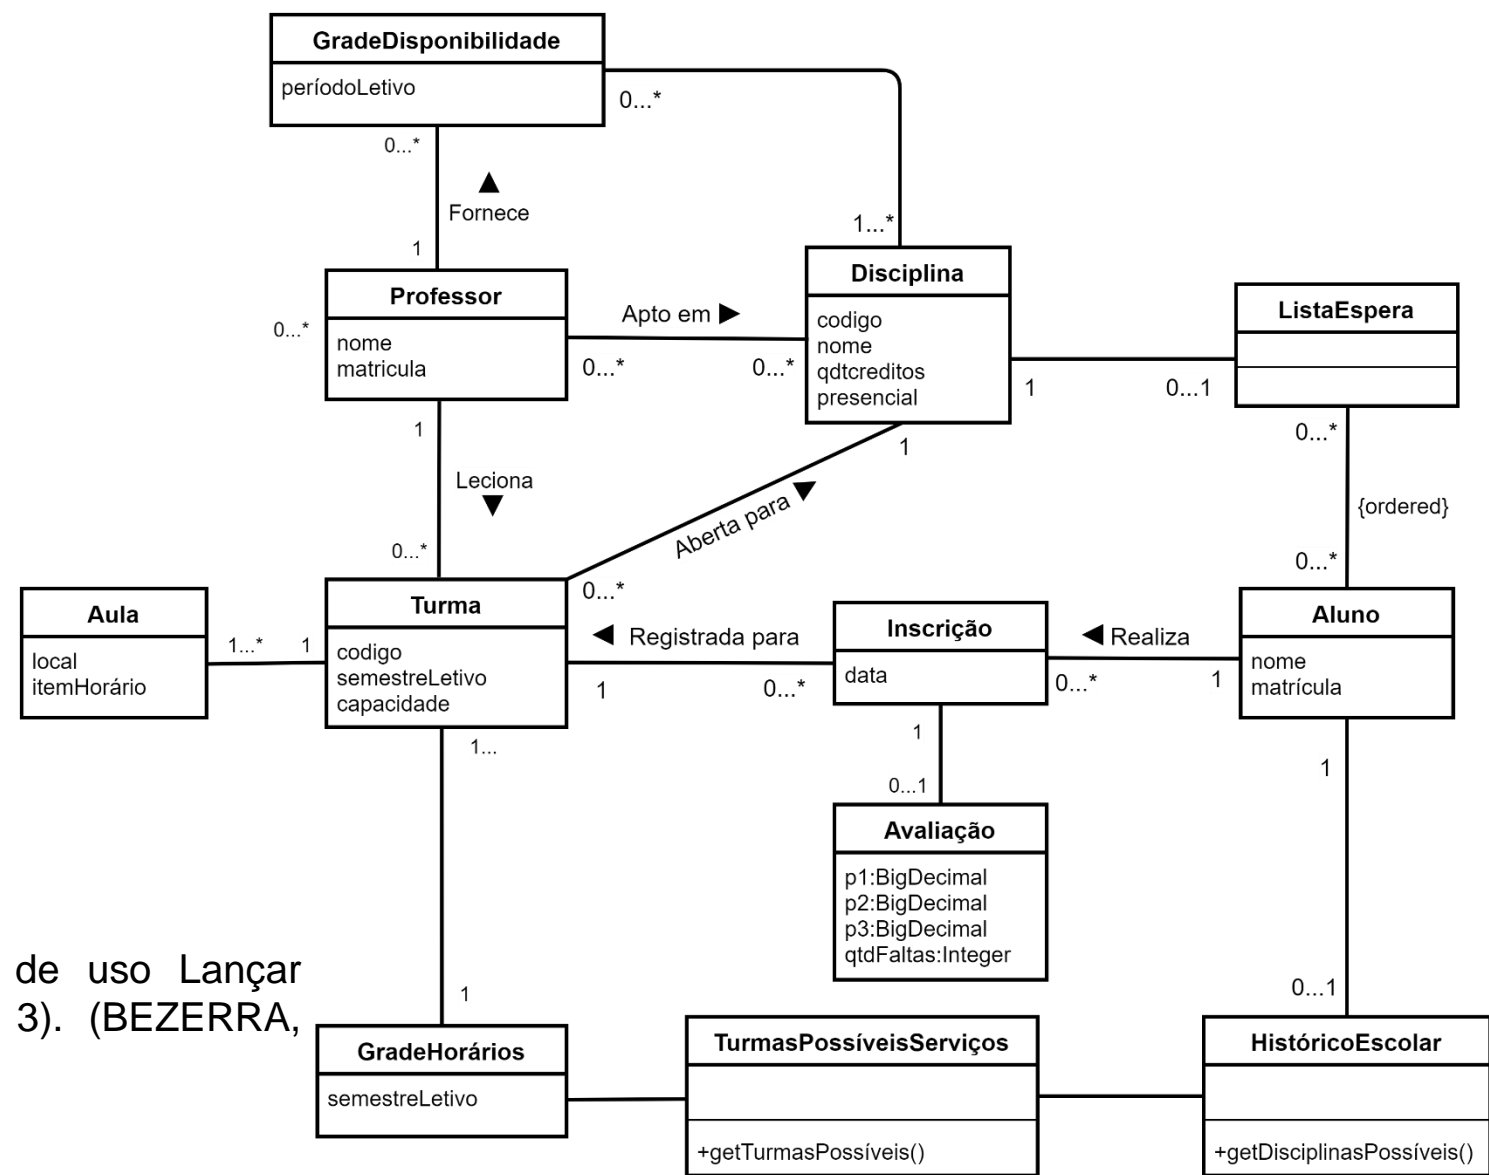 GradeDisponibilidade
períodoLetivo
0...*
0...*
Fornece
1
1...*
Professor
nome
matricula
0...*
Apto em
0...*
0...*
Disciplina
codigo
nome
qdtcreditos
presencial
1
0...1
ListaEspera
0...*
{ordered}
0...*
1
Leciona
0...*
1
Aberta para
0...*
Aula
local
itemHorário
1...*
1
Turma
codigo
semestreLetivo
capacidade
Registrada para
1
0...*
Inscrição
data
Realiza
0...*
1
Aluno
nome
matrícula
1...
1
0...1
1
Avaliação
p1:BigDecimal
p2:BigDecimal
p3:BigDecimal
qtdFaltas:Integer
de uso Lançar
3). (BEZERRA,
1
0...1
GradeHorários
semestreLetivo
TurmasPossíveisServiços
+getTurmasPossíveis()
HistóricoEscolar
+getDisciplinasPossíveis()